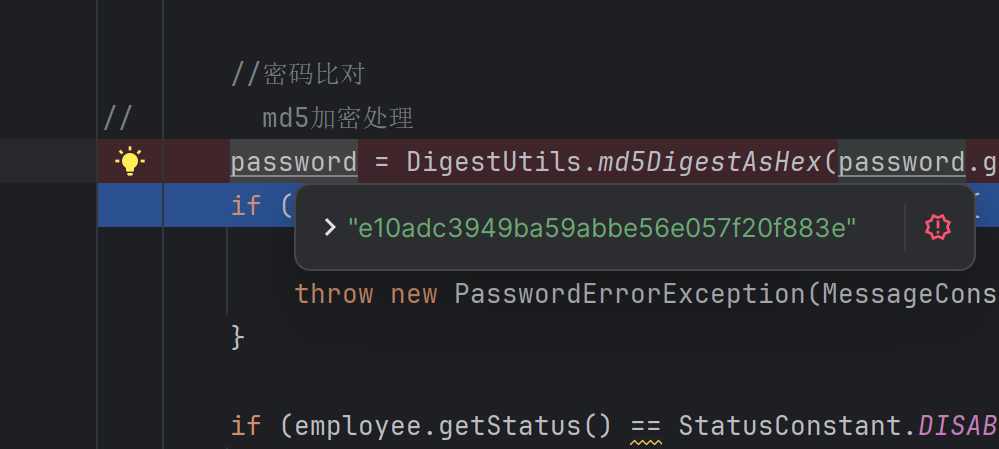 //密码比对
// md5加密处理
password = DigestUtils.md5DigestAsHex(password.g
if (
"e10adc3949ba59abbe56e057f20f883e"
throw new PasswordErrorException(MessageCons
}
if (employee.getStatus() == StatusConstant.DISAB